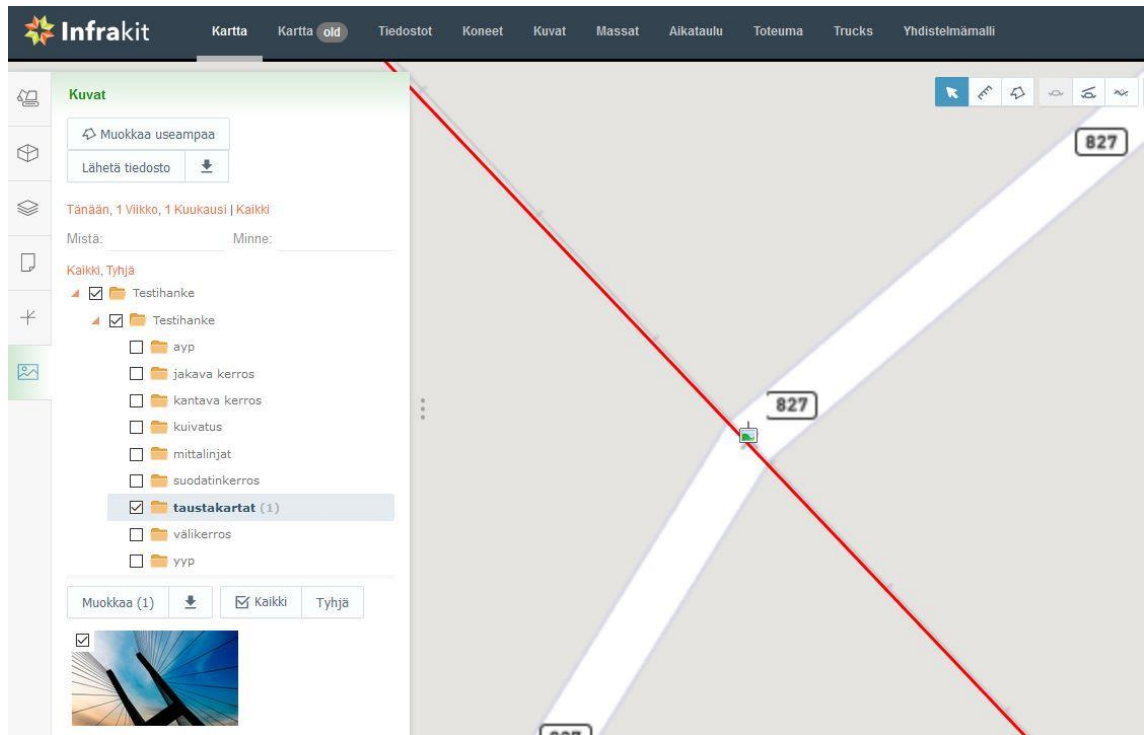 Infrakit
Kartta
Kartta old
Tiedostot
Koneet
Kuvat
Massat
Aikataulu
Toteuma
Trucks
Yhdistelmämalli
Kuvat
Muokkaa useampaa
Lähetä tiedosto
Tänään, 1 Viikko, 1 Kuukausi | Kaikki
Mistä: Minne:
Kaikki, Tyhjä
Testihanke
Testihanke
ayp
jakava kerros
kantava kerros
kuivatus
mittalinjat
suodatinkerros
taustakartat (1)
välikerros
yyp
Muokkaa (1) Kaikki Tyhjä
827
827
827